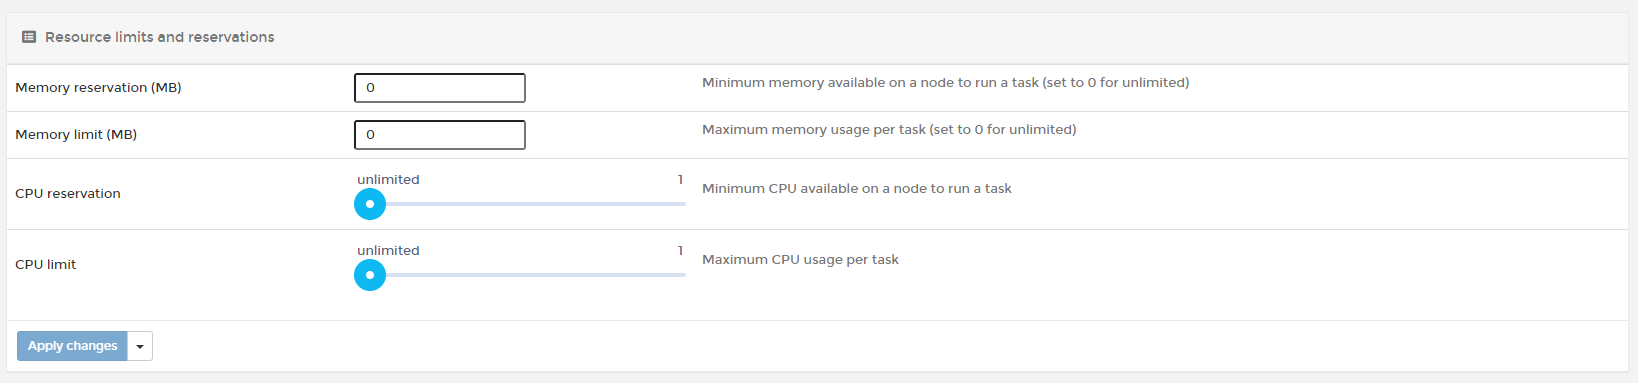 Resource limits and reservations
Memory reservation (MB) 0 Minimum memory available on a node to run a task (set to 0 for unlimited)
Memory limit (MB) 0 Maximum memory usage per task (set to 0 for unlimited)
unlimited 1
CPU reservation Minimum CPU available on a node to run a task
unlimited 1
CPU limit Maximum CPU usage per task
Apply changes